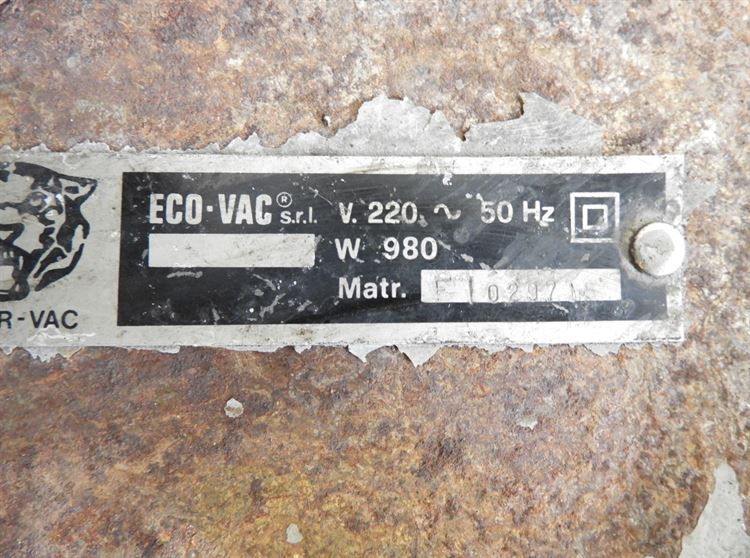 ECO-VAC® s.r.l. V. 220 ~ 50 Hz
W 980
Matr.
R-VAC